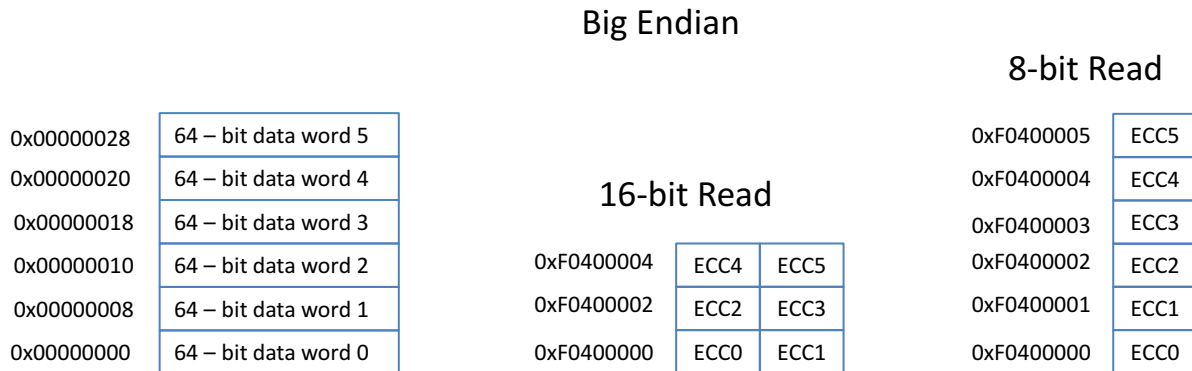 Big Endian
8-bit Read
0x00000028 64 – bit data word 5 0xF0400005 ECC5
0x00000020 64 – bit data word 4 0xF0400004 ECC4
16-bit Read
0x00000018 64 – bit data word 3 0xF0400003 ECC3
0x00000010 64 – bit data word 2 0xF0400004 ECC4 ECC5 0xF0400002 ECC2
0x00000008 64 – bit data word 1 0xF0400002 ECC2 ECC3 0xF0400001 ECC1
0x00000000 64 – bit data word 0 0xF0400000 ECC0 ECC1 0xF0400000 ECC0